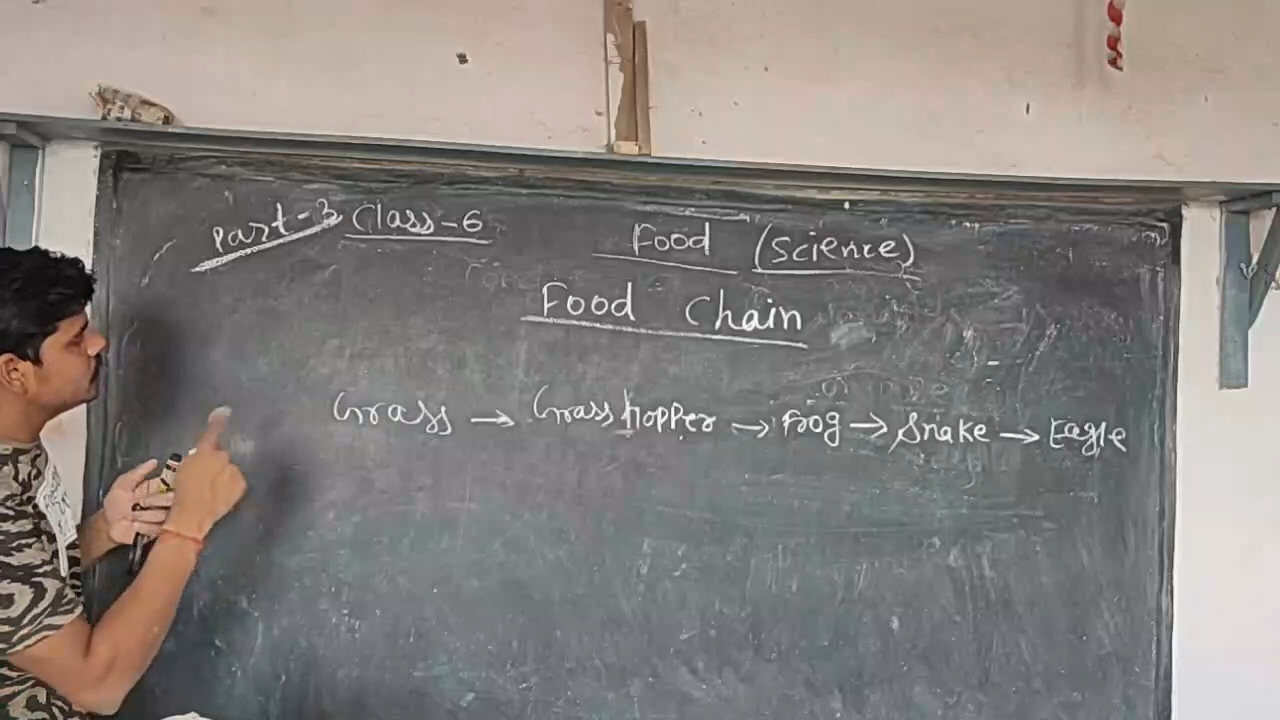 Part-3 Class-6 Food (Science)
Food Chain
Grass → Grasshopper → Frog → Snake → Eagle